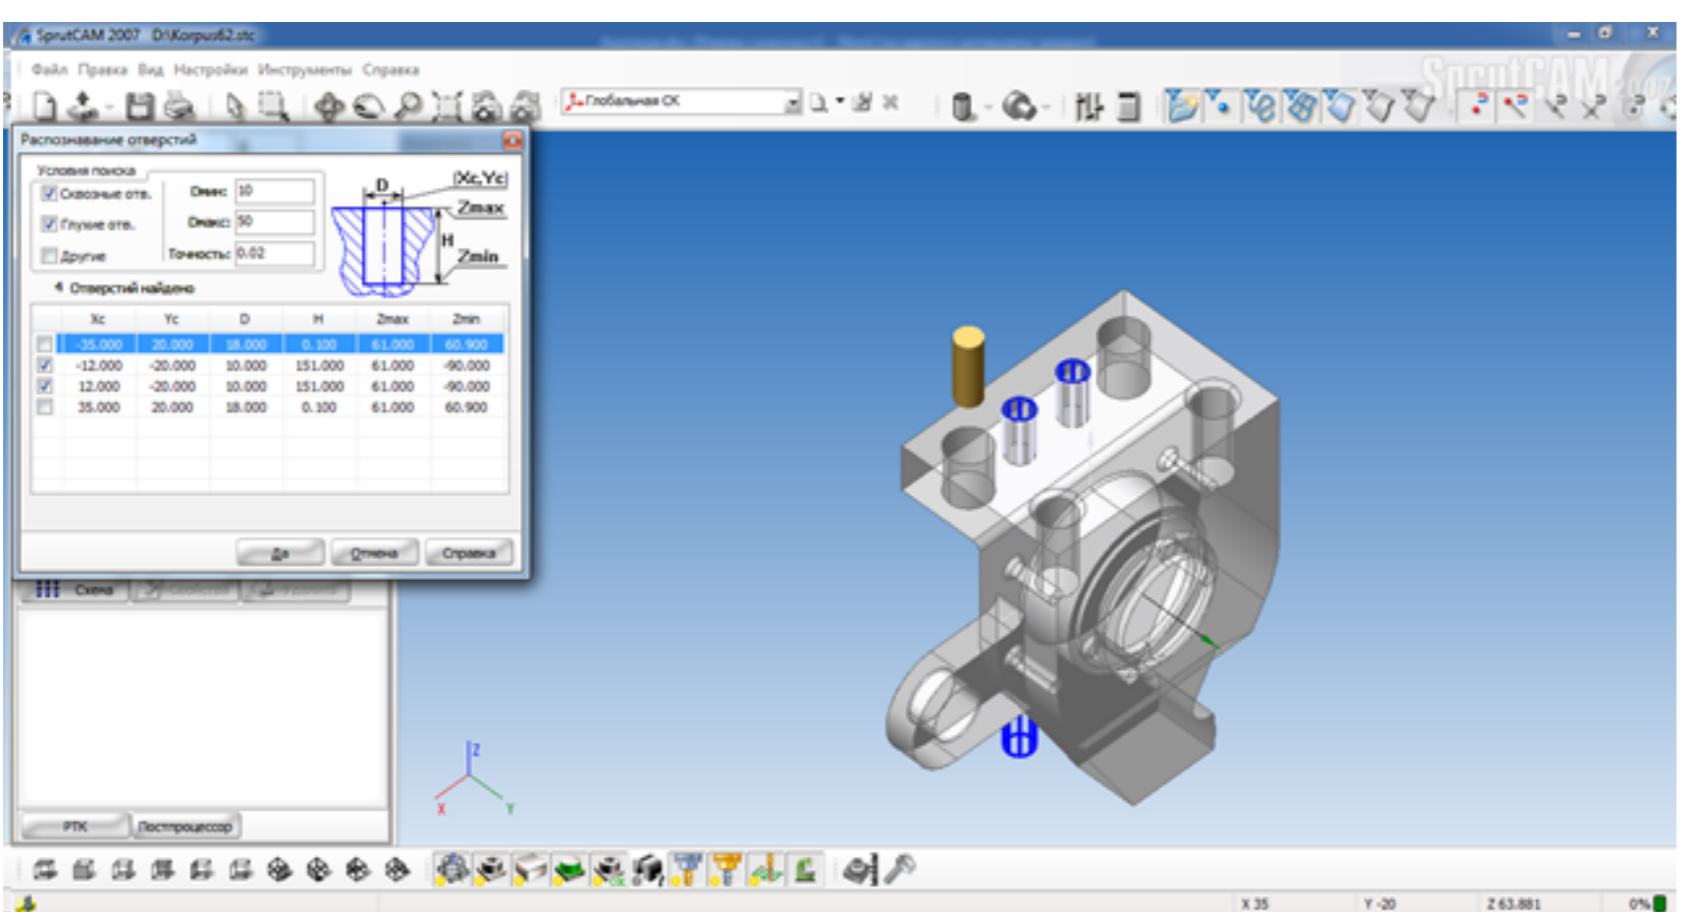 SprutCAM 2007 D:\Korpus62.stc
Файл Правка Вид Настройки Инструменты Справка
SprutCAM 2007
Глобальная СК
Распознавание отверстий
Условия поиска
Сквозные отв. Dмин: 10
Глухие отв. Dмакс: 50
Другие Точность: 0.02
D (Xc,Yc)
Zmax
H
Zmin
4 Отверстий найдено
Xc Yc D H Zmax Zmin
-35.000 20.000 18.000 0.100 61.000 60.900
-12.000 -20.000 10.000 151.000 61.000 -90.000
12.000 -20.000 10.000 151.000 61.000 -90.000
35.000 20.000 18.000 0.100 61.000 60.900
Да Отмена Справка
Схема
Z
X Y
РТК Постпроцессор
X 35 Y -20 Z 63.881 0%